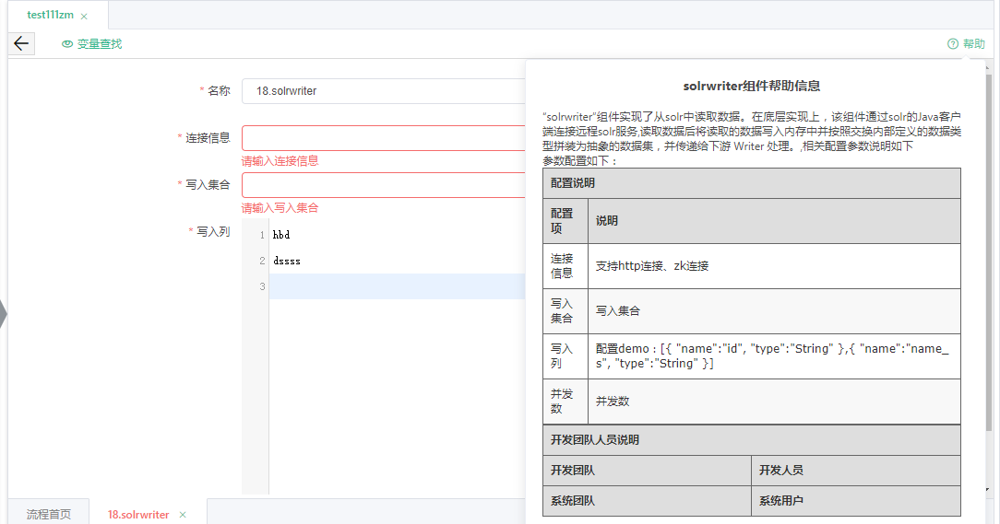 test111zm ×
变量查找
帮助
* 名称
18.solrwriter
* 连接信息
请输入连接信息
* 写入集合
请输入写入集合
* 写入列
1 hbd
2 dssss
3
solrwriter组件帮助信息
"solrwriter"组件实现了从solr中读取数据。在底层实现上，该组件通过solr的Java客户
端连接远程solr服务,读取数据后将读取的数据写入内存中并按照交换内部定义的数据类
型拼装为抽象的数据集，并传递给下游 Writer 处理。,相关配置参数说明如下
参数配置如下：
配置说明
配置
项
说明
连接
信息
支持http连接、zk连接
写入
集合
写入集合
写入
列
配置demo：[{ "name":"id", "type":"String" },{ "name":"name_
s", "type":"String" }]
并发
数
并发数
开发团队人员说明
开发团队 开发人员
系统团队 系统用户
流程首页 18.solrwriter ×